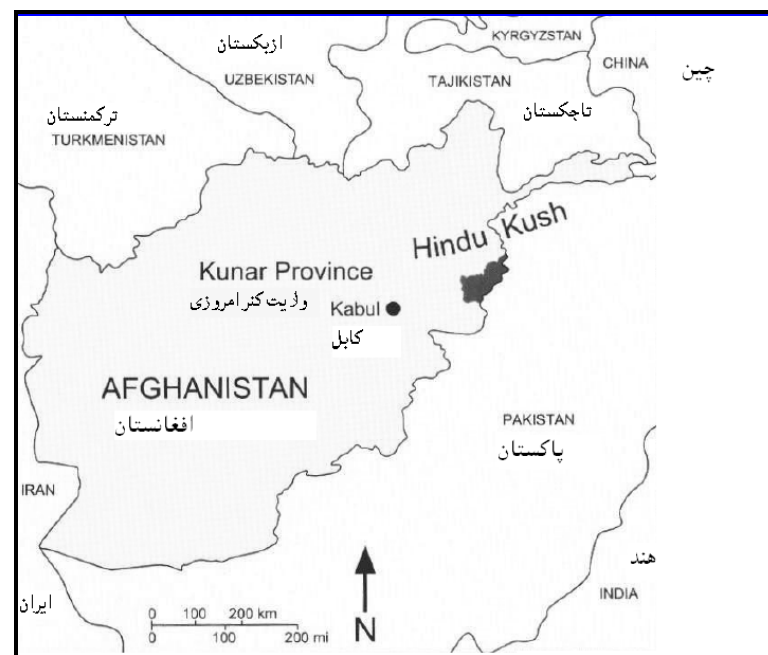 ازبکستان
KYRGYZSTAN
UZBEKISTAN
TAJIKISTAN
CHINA
چین
ترکمنستان
تاجکستان
TURKMENISTAN
Hindu Kush
Kunar Province
ولایت کنر امروزی
Kabul
کابل
AFGHANISTAN
افغانستان
PAKISTAN
پاکستان
IRAN
هند
INDIA
ایران
0 100 200 km
0 100 200 mi
N